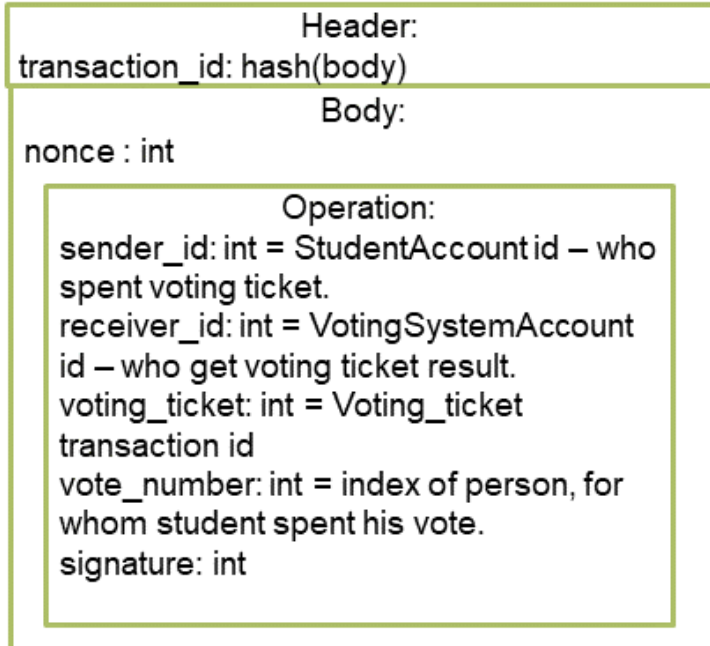 Header:
transaction_id: hash(body)
Body:
nonce : int
Operation:
sender_id: int = StudentAccount id – who
spent voting ticket.
receiver_id: int = VotingSystemAccount
id – who get voting ticket result.
voting_ticket: int = Voting_ticket
transaction id
vote_number: int = index of person, for
whom student spent his vote.
signature: int